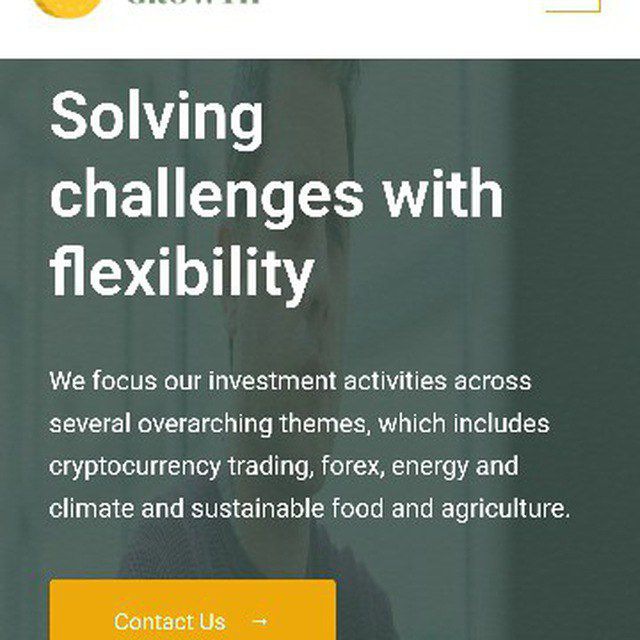 Solving
challenges with
flexibility
We focus our investment activities across
several overarching themes, which includes
cryptocurrency trading, forex, energy and
climate and sustainable food and agriculture.
Contact Us →